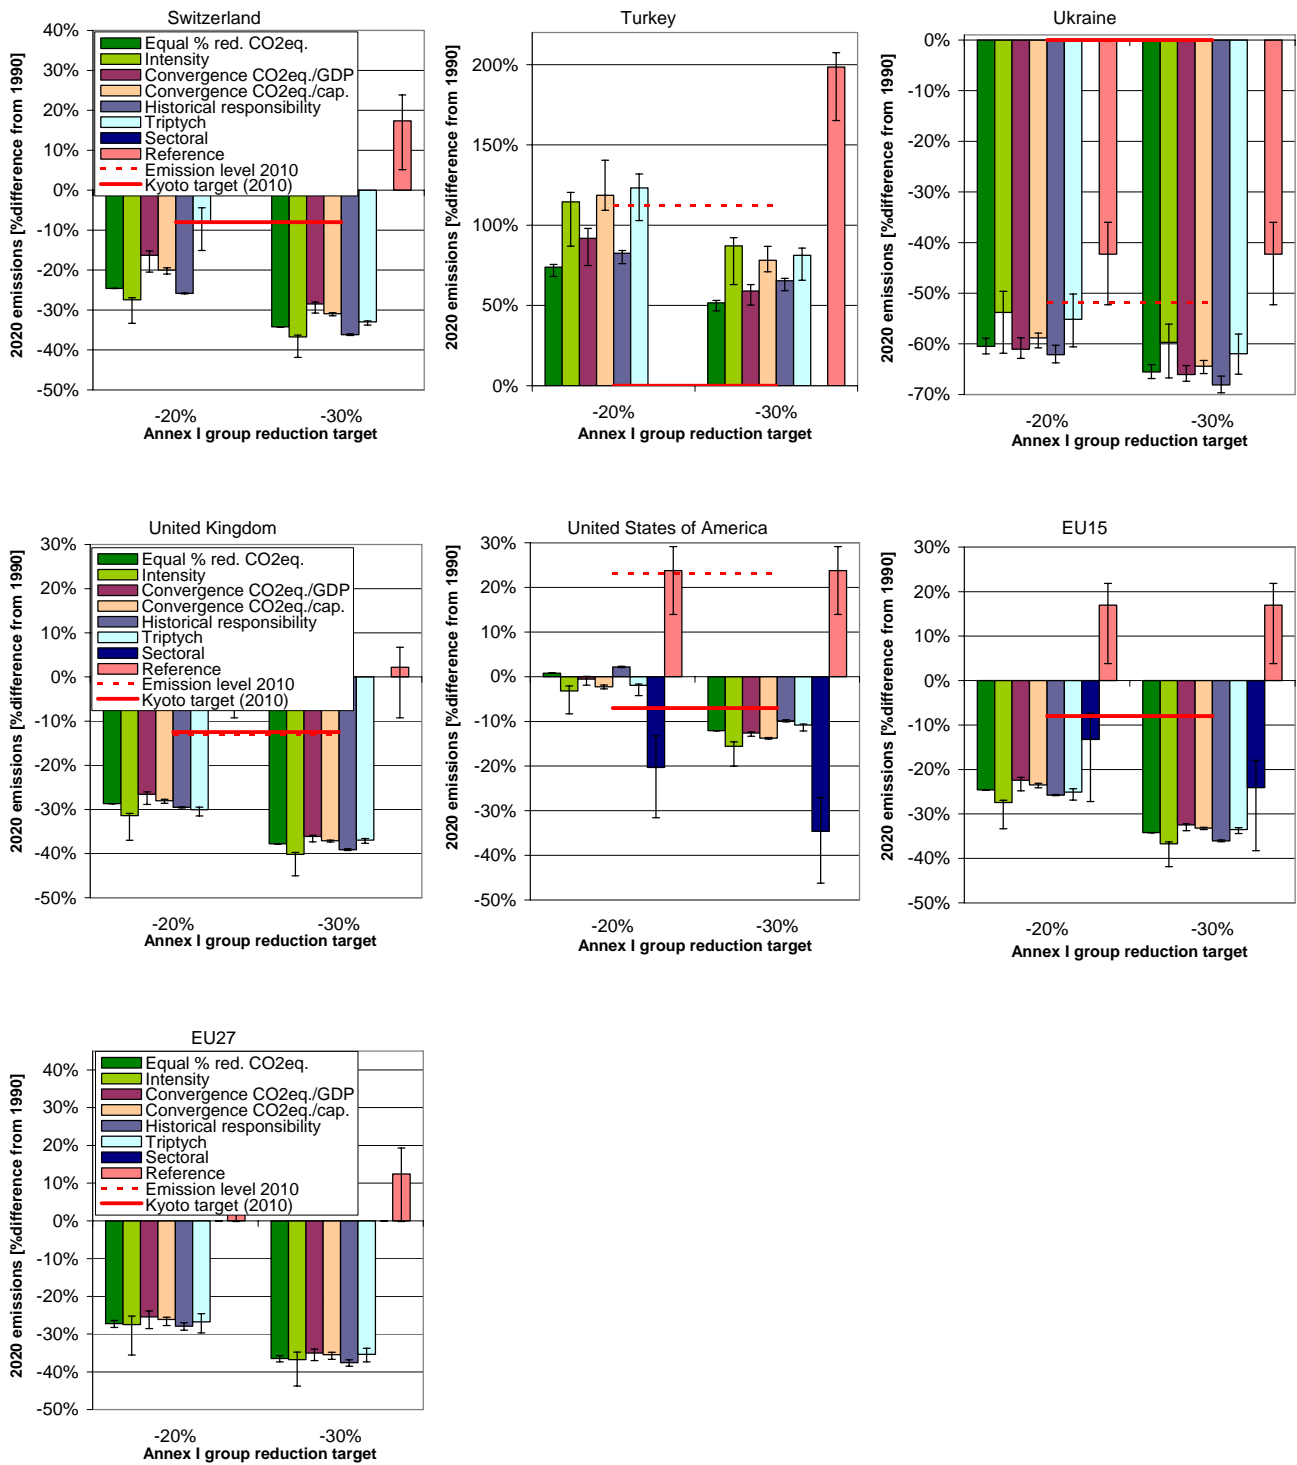 Switzerland
2020 emissions [%difference from 1990]
40%
30%
20%
10%
0%
-10%
-20%
-30%
-40%
-50%
Equal % red. CO2eq.
Intensity
Convergence CO2eq./GDP
Convergence CO2eq./cap.
Historical responsibility
Triptych
Sectoral
Reference
Emission level 2010
Kyoto target (2010)
-20%
-30%
Annex I group reduction target
Turkey
2020 emissions [%difference from 1990]
200%
150%
100%
50%
0%
-20%
-30%
Annex I group reduction target
Ukraine
2020 emissions [%difference from 1990]
0%
-10%
-20%
-30%
-40%
-50%
-60%
-70%
-20%
-30%
Annex I group reduction target
United Kingdom
2020 emissions [%difference from 1990]
30%
20%
10%
0%
-10%
-20%
-30%
-40%
-50%
Equal % red. CO2eq.
Intensity
Convergence CO2eq./GDP
Convergence CO2eq./cap.
Historical responsibility
Triptych
Sectoral
Reference
Emission level 2010
Kyoto target (2010)
-20%
-30%
Annex I group reduction target
United States of America
2020 emissions [%difference from 1990]
30%
20%
10%
0%
-10%
-20%
-30%
-40%
-50%
-20%
-30%
Annex I group reduction target
EU15
2020 emissions [%difference from 1990]
30%
20%
10%
0%
-10%
-20%
-30%
-40%
-50%
-20%
-30%
Annex I group reduction target
EU27
2020 emissions [%difference from 1990]
40%
30%
20%
10%
0%
-10%
-20%
-30%
-40%
-50%
Equal % red. CO2eq.
Intensity
Convergence CO2eq./GDP
Convergence CO2eq./cap.
Historical responsibility
Triptych
Sectoral
Reference
Emission level 2010
Kyoto target (2010)
-20%
-30%
Annex I group reduction target